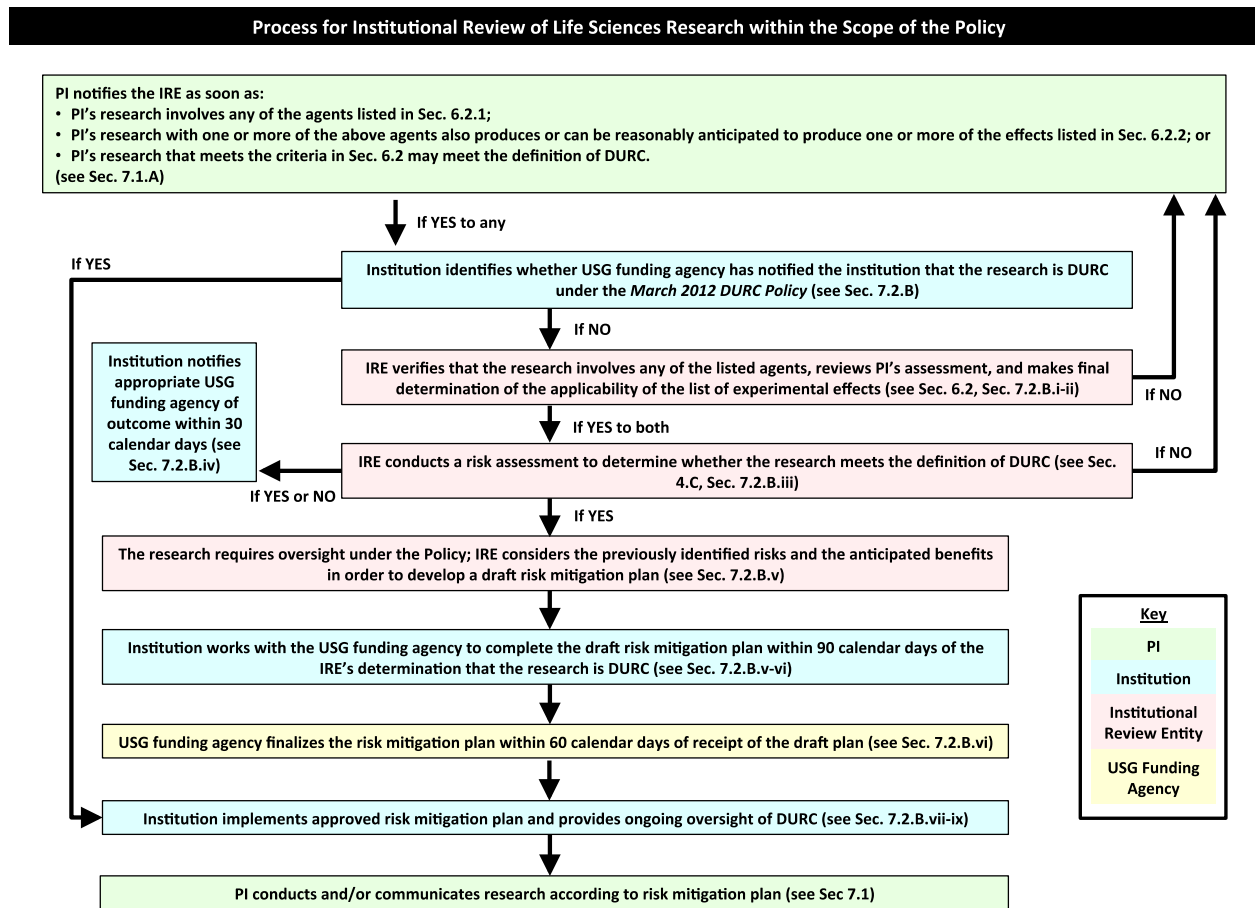 Process for Institutional Review of Life Sciences Research within the Scope of the Policy
PI notifies the IRE as soon as:
• PI's research involves any of the agents listed in Sec. 6.2.1;
• PI's research with one or more of the above agents also produces or can be reasonably anticipated to produce one or more of the effects listed in Sec. 6.2.2; or
• PI's research that meets the criteria in Sec. 6.2 may meet the definition of DURC.
(see Sec. 7.1.A)
If YES to any
If YES
Institution identifies whether USG funding agency has notified the institution that the research is DURC
under the March 2012 DURC Policy (see Sec. 7.2.B)
If NO
Institution notifies
appropriate USG
funding agency of
outcome within 30
calendar days (see
Sec. 7.2.B.iv)
IRE verifies that the research involves any of the listed agents, reviews PI's assessment, and makes final
determination of the applicability of the list of experimental effects (see Sec. 6.2, Sec. 7.2.B.i-ii)
If NO
If YES to both
IRE conducts a risk assessment to determine whether the research meets the definition of DURC (see Sec.
4.C, Sec. 7.2.B.iii)
If NO
If YES or NO
If YES
The research requires oversight under the Policy; IRE considers the previously identified risks and the anticipated benefits
in order to develop a draft risk mitigation plan (see Sec. 7.2.B.v)
Institution works with the USG funding agency to complete the draft risk mitigation plan within 90 calendar days of the
IRE's determination that the research is DURC (see Sec. 7.2.B.v-vi)
USG funding agency finalizes the risk mitigation plan within 60 calendar days of receipt of the draft plan (see Sec. 7.2.B.vi)
Institution implements approved risk mitigation plan and provides ongoing oversight of DURC (see Sec. 7.2.B.vii-ix)
PI conducts and/or communicates research according to risk mitigation plan (see Sec 7.1)
Key
PI
Institution
Institutional
Review Entity
USG Funding
Agency